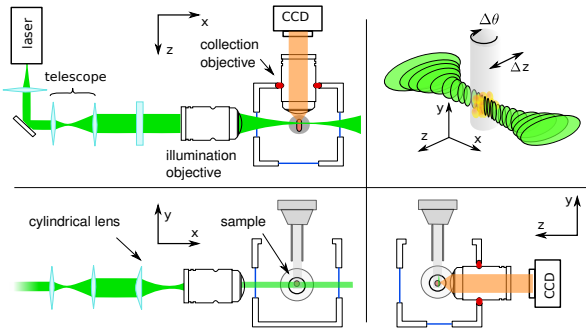 laser
telescope
x
z
CCD
collection
objective
illumination
objective
Δθ
Δz
y
z
x
cylindrical lens
y
x
sample
y
z
CCD